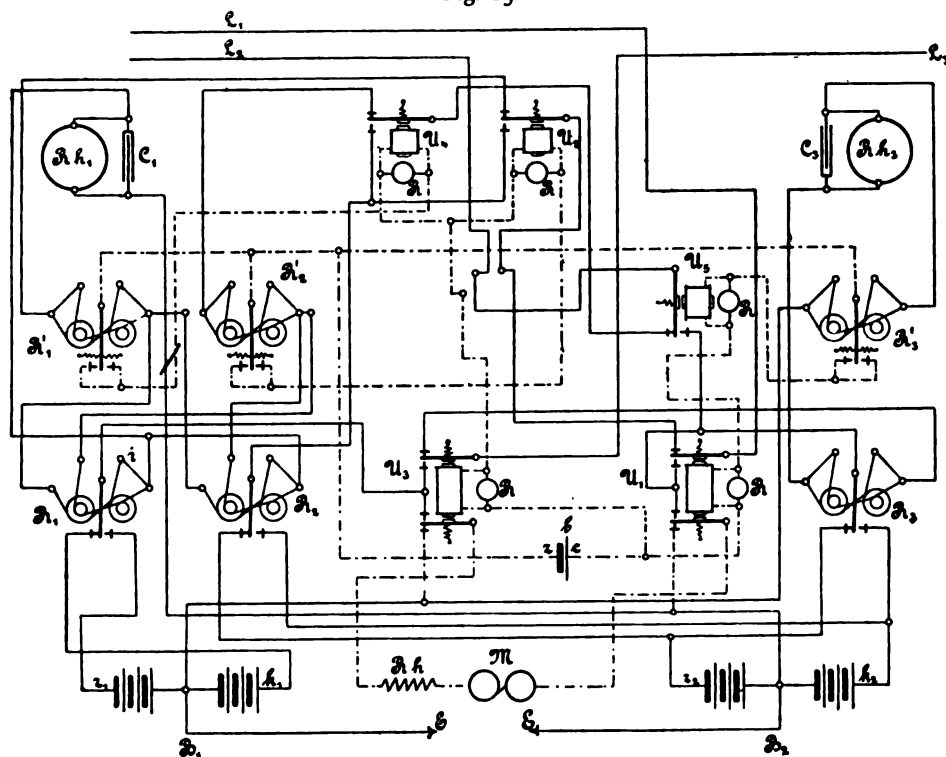 L₁
L₂
L₃
U₄
U₂
C₁
C₃
Rh₁
Rh₃
R
R
U₅
R
R'₁
R'₂
R'₃
i
U₃
R
U₁
R
R₁
R₂
R₃
b
z
c
Rh
M
z₁
k₁
z₂
k₂
E
E
B₁
B₂